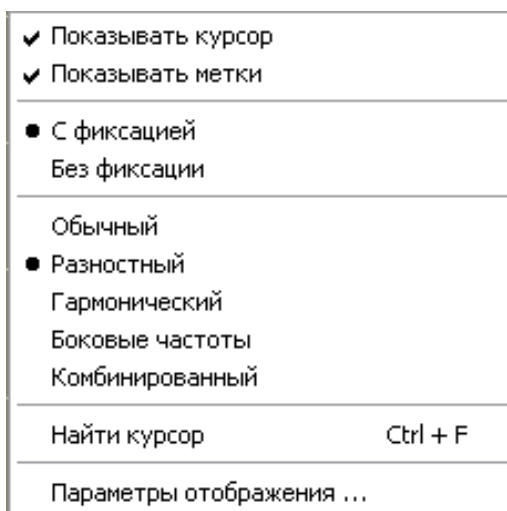 Показывать курсор
Показывать метки
С фиксацией
Без фиксации
Обычный
Разностный
Гармонический
Боковые частоты
Комбинированный
Найти курсор Ctrl + F
Параметры отображения ...